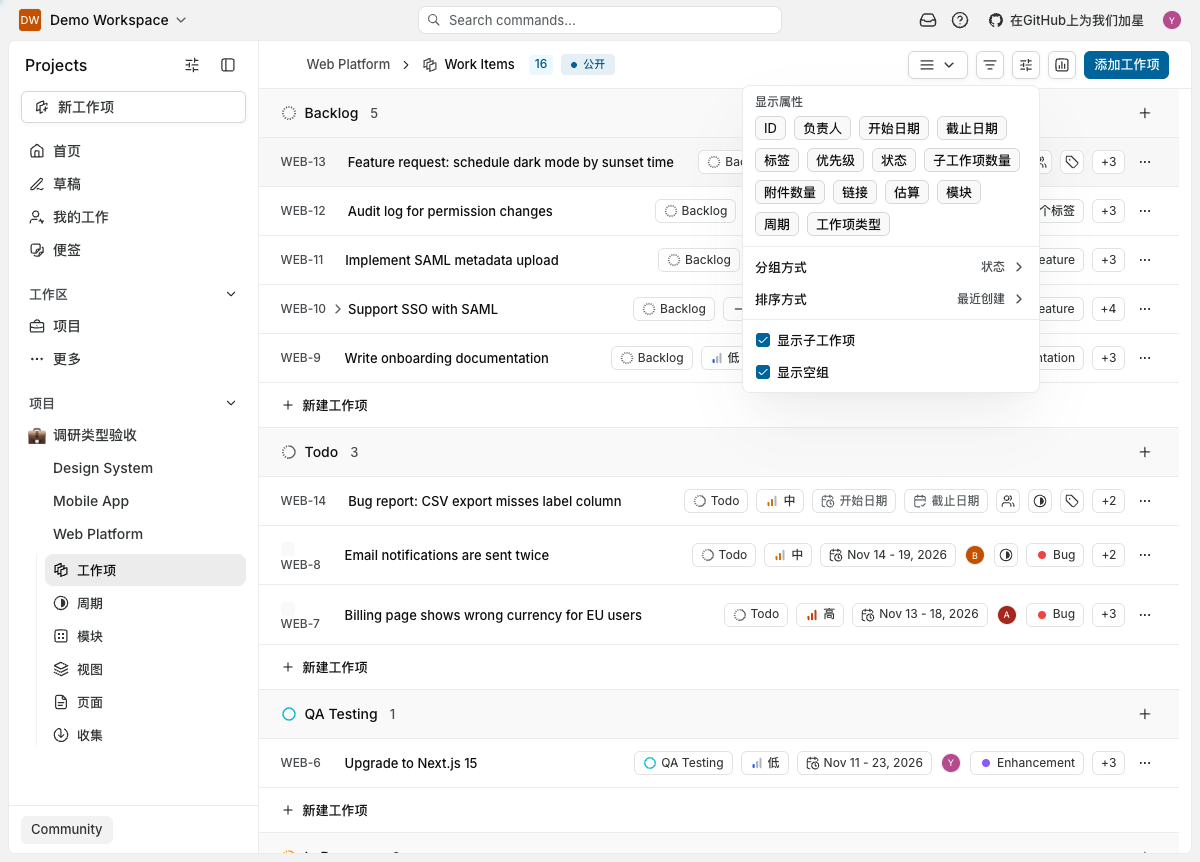 DW Demo Workspace
Search commands...
在GitHub上为我们加星
Y
Projects
新工作项
首页
草稿
我的工作
便签
工作区
项目
更多
项目
调研类型验收
Design System
Mobile App
Web Platform
工作项
周期
模块
视图
页面
收集
Community
Web Platform
Work Items
16
公开
添加工作项
显示属性
ID 负责人 开始日期 截止日期
标签 优先级 状态 子工作项数量
附件数量 链接 估算 模块
周期 工作项类型
分组方式 状态
排序方式 最近创建
显示子工作项
显示空组
Backlog 5
WEB-13 Feature request: schedule dark mode by sunset time +3
WEB-12 Audit log for permission changes Backlog 个标签 +3
WEB-11 Implement SAML metadata upload Backlog eature +3
WEB-10 Support SSO with SAML Backlog eature +4
WEB-9 Write onboarding documentation Backlog 低 ntation +3
新建工作项
Todo 3
WEB-14 Bug report: CSV export misses label column Todo 中 开始日期 截止日期 +2
WEB-8 Email notifications are sent twice Todo 中 Nov 14 - 19, 2026 B Bug +2
WEB-7 Billing page shows wrong currency for EU users Todo 高 Nov 13 - 18, 2026 A Bug +3
新建工作项
QA Testing 1
WEB-6 Upgrade to Next.js 15 QA Testing 低 Nov 11 - 23, 2026 Y Enhancement +3
新建工作项